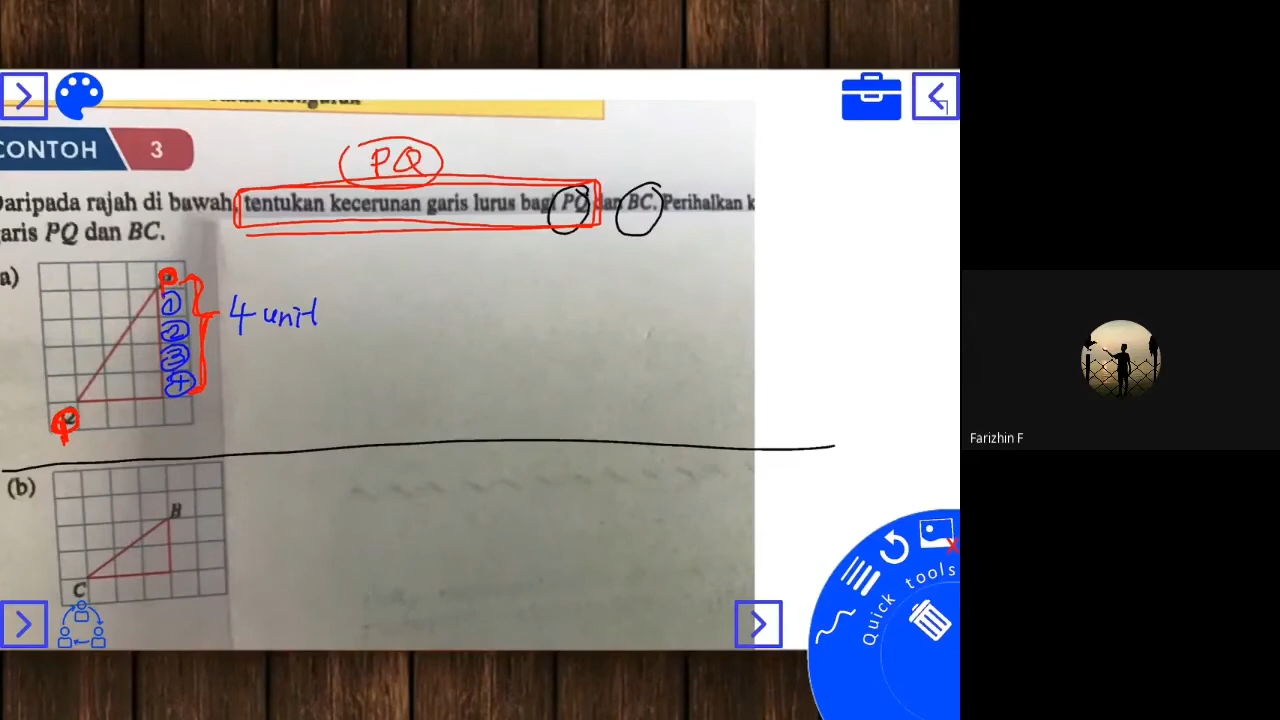 CONTOH 3
PQ
Daripada rajah di bawah, tentukan kecerunan garis lurus bagi PQ dan BC. Perihalkan k
garis PQ dan BC.
a)
1
2
3
4
4 unit
(b)
B
C
Quick tools
Farizhin F